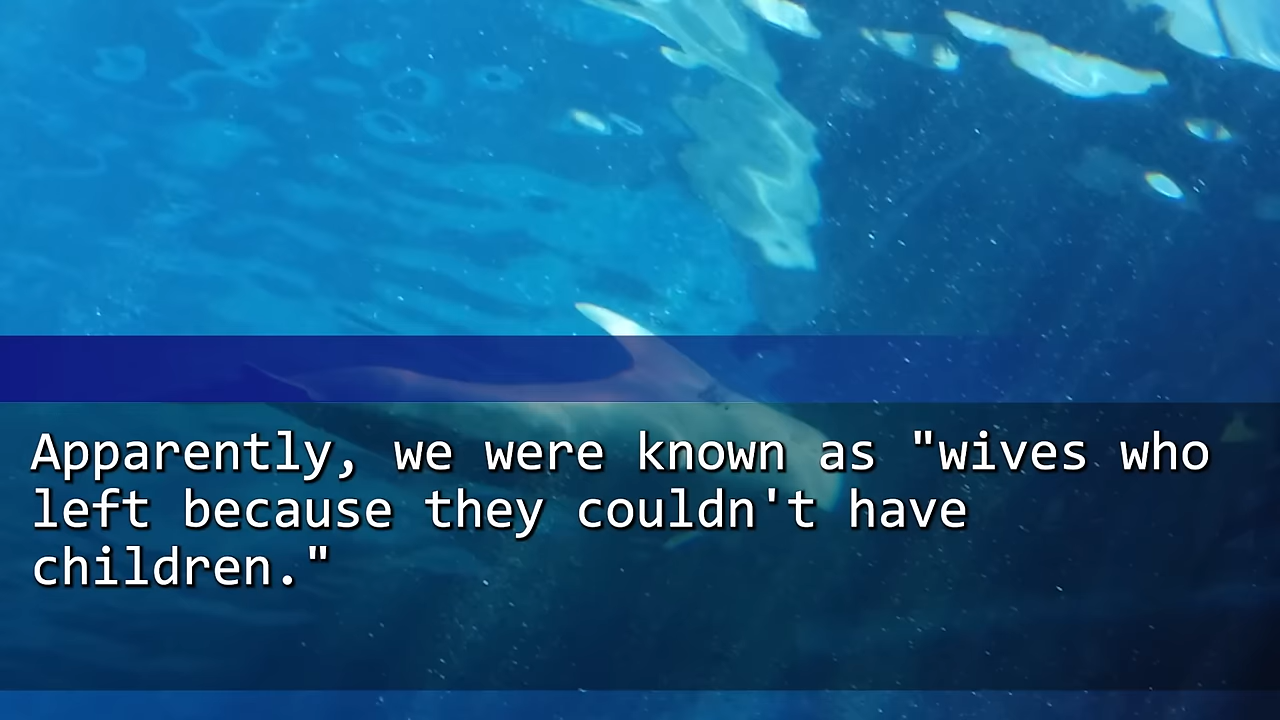 Apparently, we were known as "wives who
left because they couldn't have
children."